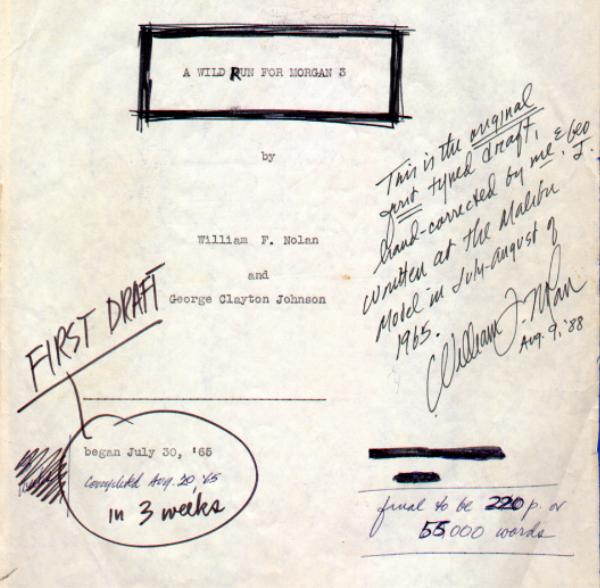 A WILD RUN FOR MORGAN 3
by
William F. Nolan
and
George Clayton Johnson
This is the original
first typed draft,
hand-corrected by me & Geo
J.
written at the Malibu
Motel in July-August of
1965.
William F. Nolan
Aug. 9, '88
FIRST DRAFT
began July 30, '65
Completed Aug. 20, '65
in 3 weeks
final to be 220 p. or
55,000 words